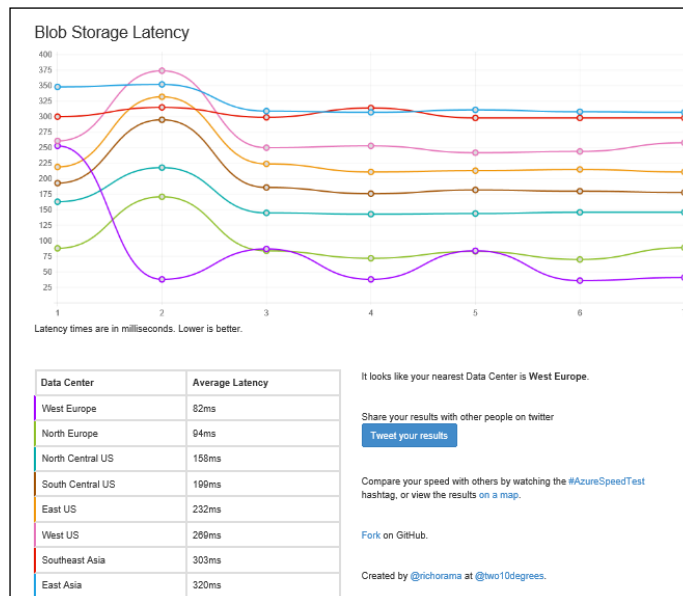 Blob Storage Latency
400
375
350
325
300
275
250
225
200
175
150
125
100
75
50
25
1 2 3 4 5 6
Latency times are in milliseconds. Lower is better.
Data Center Average Latency
West Europe 82ms
North Europe 94ms
North Central US 158ms
South Central US 199ms
East US 232ms
West US 269ms
Southeast Asia 303ms
East Asia 320ms
It looks like your nearest Data Center is West Europe.
Share your results with other people on twitter
Tweet your results
Compare your speed with others by watching the #AzureSpeedTest
hashtag, or view the results on a map.
Fork on GitHub.
Created by @richorama at @two10degrees.